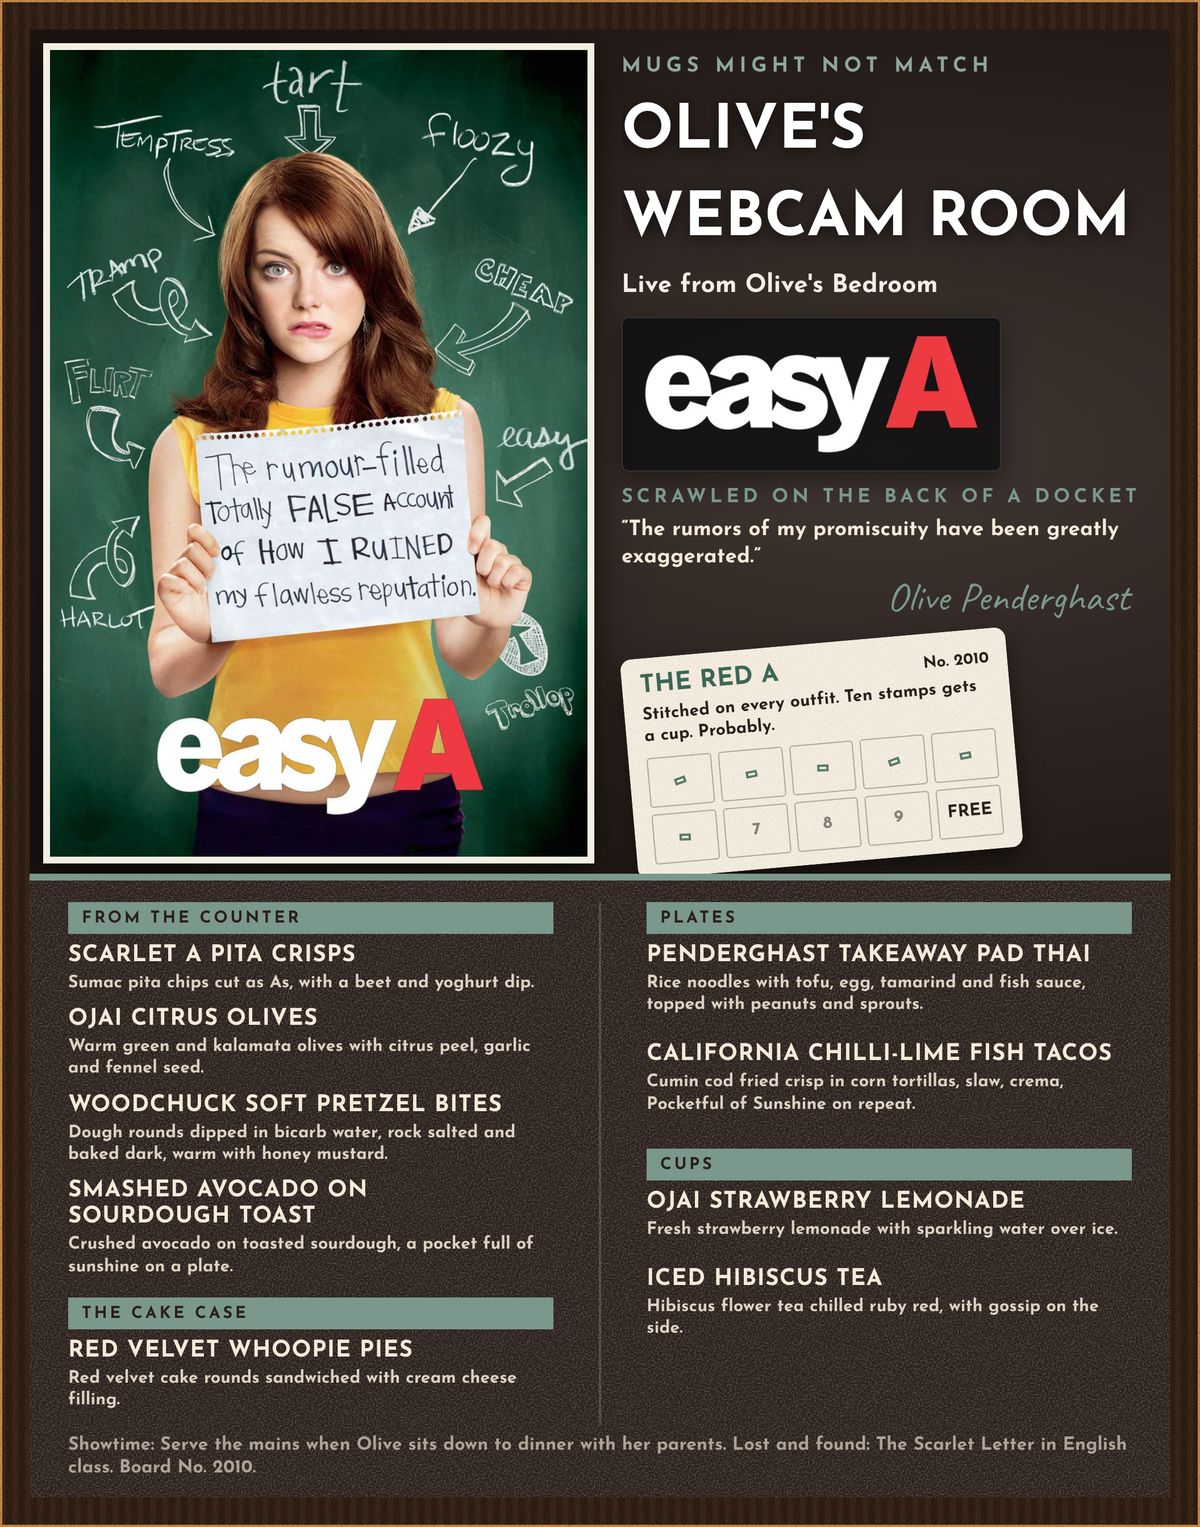 tart
TEMPTRESS
floozy
TRAMP
CHEAP
FLIRT
easy
The rumour-filled
Totally FALSE Account
of How I RUINED
my flawless reputation.
HARLOT
Trollop
easy A
MUGS MIGHT NOT MATCH
OLIVE'S
WEBCAM ROOM
Live from Olive's Bedroom
easy A
SCRAWLED ON THE BACK OF A DOCKET
“The rumors of my promiscuity have been greatly
exaggerated.”
Olive Penderghast
THE RED A
No. 2010
Stitched on every outfit. Ten stamps gets
a cup. Probably.
7 8 9 FREE
FROM THE COUNTER
SCARLET A PITA CRISPS
Sumac pita chips cut as As, with a beet and yoghurt dip.
OJAI CITRUS OLIVES
Warm green and kalamata olives with citrus peel, garlic
and fennel seed.
WOODCHUCK SOFT PRETZEL BITES
Dough rounds dipped in bicarb water, rock salted and
baked dark, warm with honey mustard.
SMASHED AVOCADO ON
SOURDOUGH TOAST
Crushed avocado on toasted sourdough, a pocket full of
sunshine on a plate.
THE CAKE CASE
RED VELVET WHOOPIE PIES
Red velvet cake rounds sandwiched with cream cheese
filling.
PLATES
PENDERGHAST TAKEAWAY PAD THAI
Rice noodles with tofu, egg, tamarind and fish sauce,
topped with peanuts and sprouts.
CALIFORNIA CHILLI-LIME FISH TACOS
Cumin cod fried crisp in corn tortillas, slaw, crema,
Pocketful of Sunshine on repeat.
CUPS
OJAI STRAWBERRY LEMONADE
Fresh strawberry lemonade with sparkling water over ice.
ICED HIBISCUS TEA
Hibiscus flower tea chilled ruby red, with gossip on the
side.
Showtime: Serve the mains when Olive sits down to dinner with her parents. Lost and found: The Scarlet Letter in English
class. Board No. 2010.